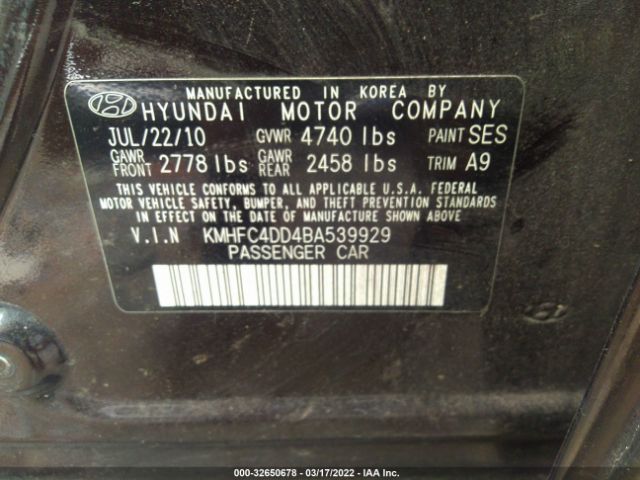 MANUFACTURED IN KOREA BY
HYUNDAI MOTOR COMPANY
JUL/22/10 GVWR 4740 lbs PAINT SES
GAWR FRONT 2778 lbs GAWR REAR 2458 lbs TRIM A9
THIS VEHICLE CONFORMS TO ALL APPLICABLE U.S.A. FEDERAL
MOTOR VEHICLE SAFETY, BUMPER, AND THEFT PREVENTION STANDARDS
IN EFFECT ON THE DATE OF MANUFACTURE SHOWN ABOVE.
V.I.N KMHFC4DD4BA539929
PASSENGER CAR
000-32650678 - 03/17/2022 - IAA Inc.